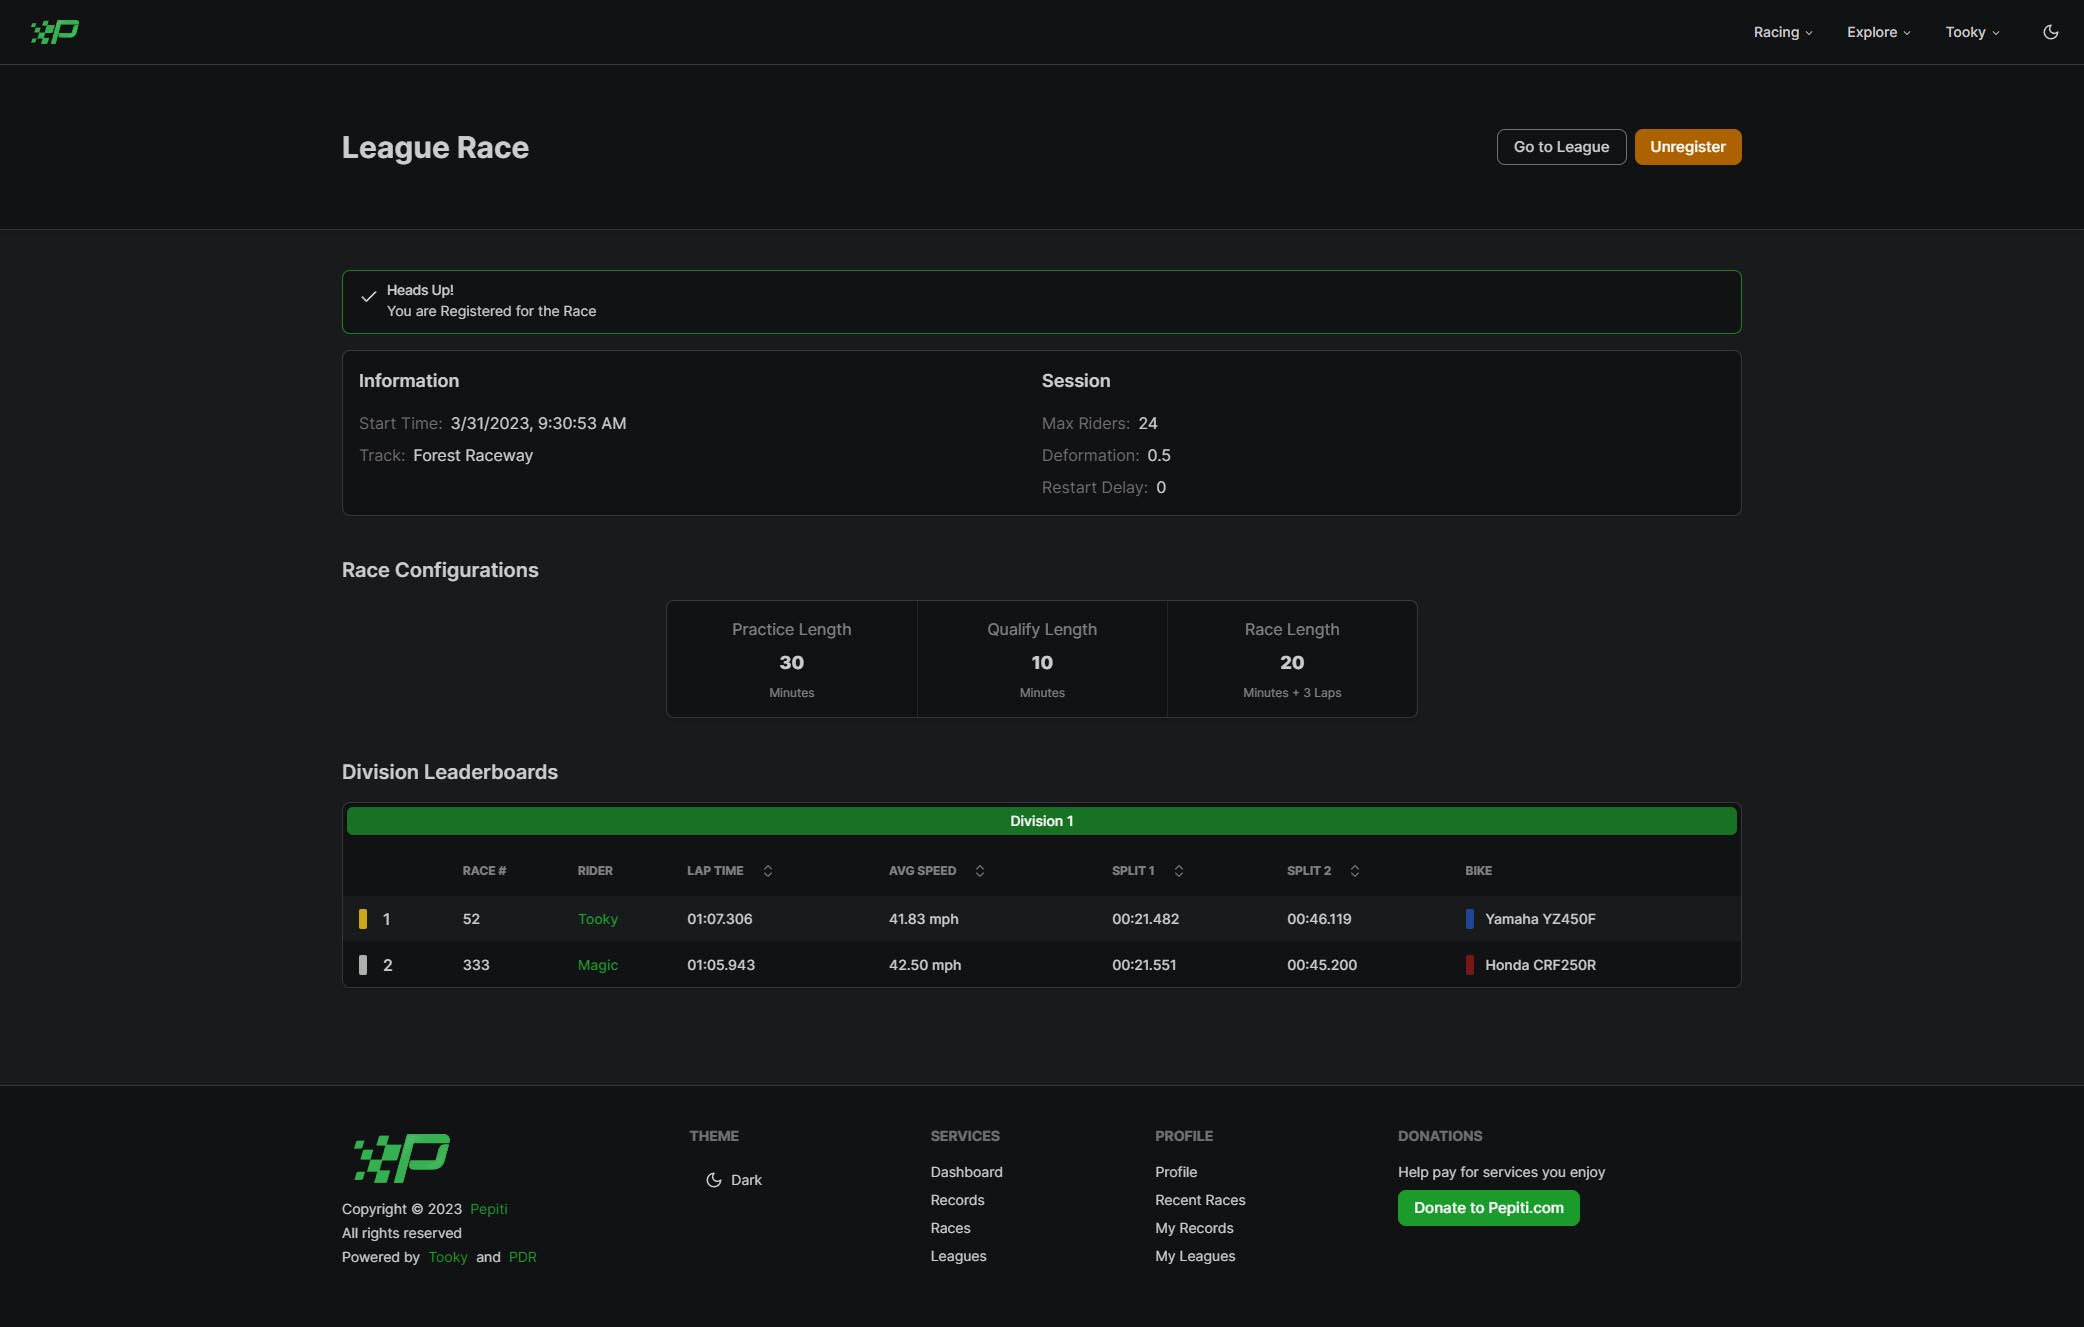 Racing Explore Tooky
League Race
Go to League Unregister
Heads Up!
You are Registered for the Race
Information
Start Time: 3/31/2023, 9:30:53 AM
Track: Forest Raceway
Session
Max Riders: 24
Deformation: 0.5
Restart Delay: 0
Race Configurations
Practice Length
30
Minutes
Qualify Length
10
Minutes
Race Length
20
Minutes + 3 Laps
Division Leaderboards
Division 1
RACE # RIDER LAP TIME AVG SPEED SPLIT 1 SPLIT 2 BIKE
1 52 Tooky 01:07.306 41.83 mph 00:21.482 00:46.119 Yamaha YZ450F
2 333 Magic 01:05.943 42.50 mph 00:21.551 00:45.200 Honda CRF250R
P
Copyright © 2023 Pepiti
All rights reserved
Powered by Tooky and PDR
THEME
Dark
SERVICES
Dashboard
Records
Races
Leagues
PROFILE
Profile
Recent Races
My Records
My Leagues
DONATIONS
Help pay for services you enjoy
Donate to Pepiti.com